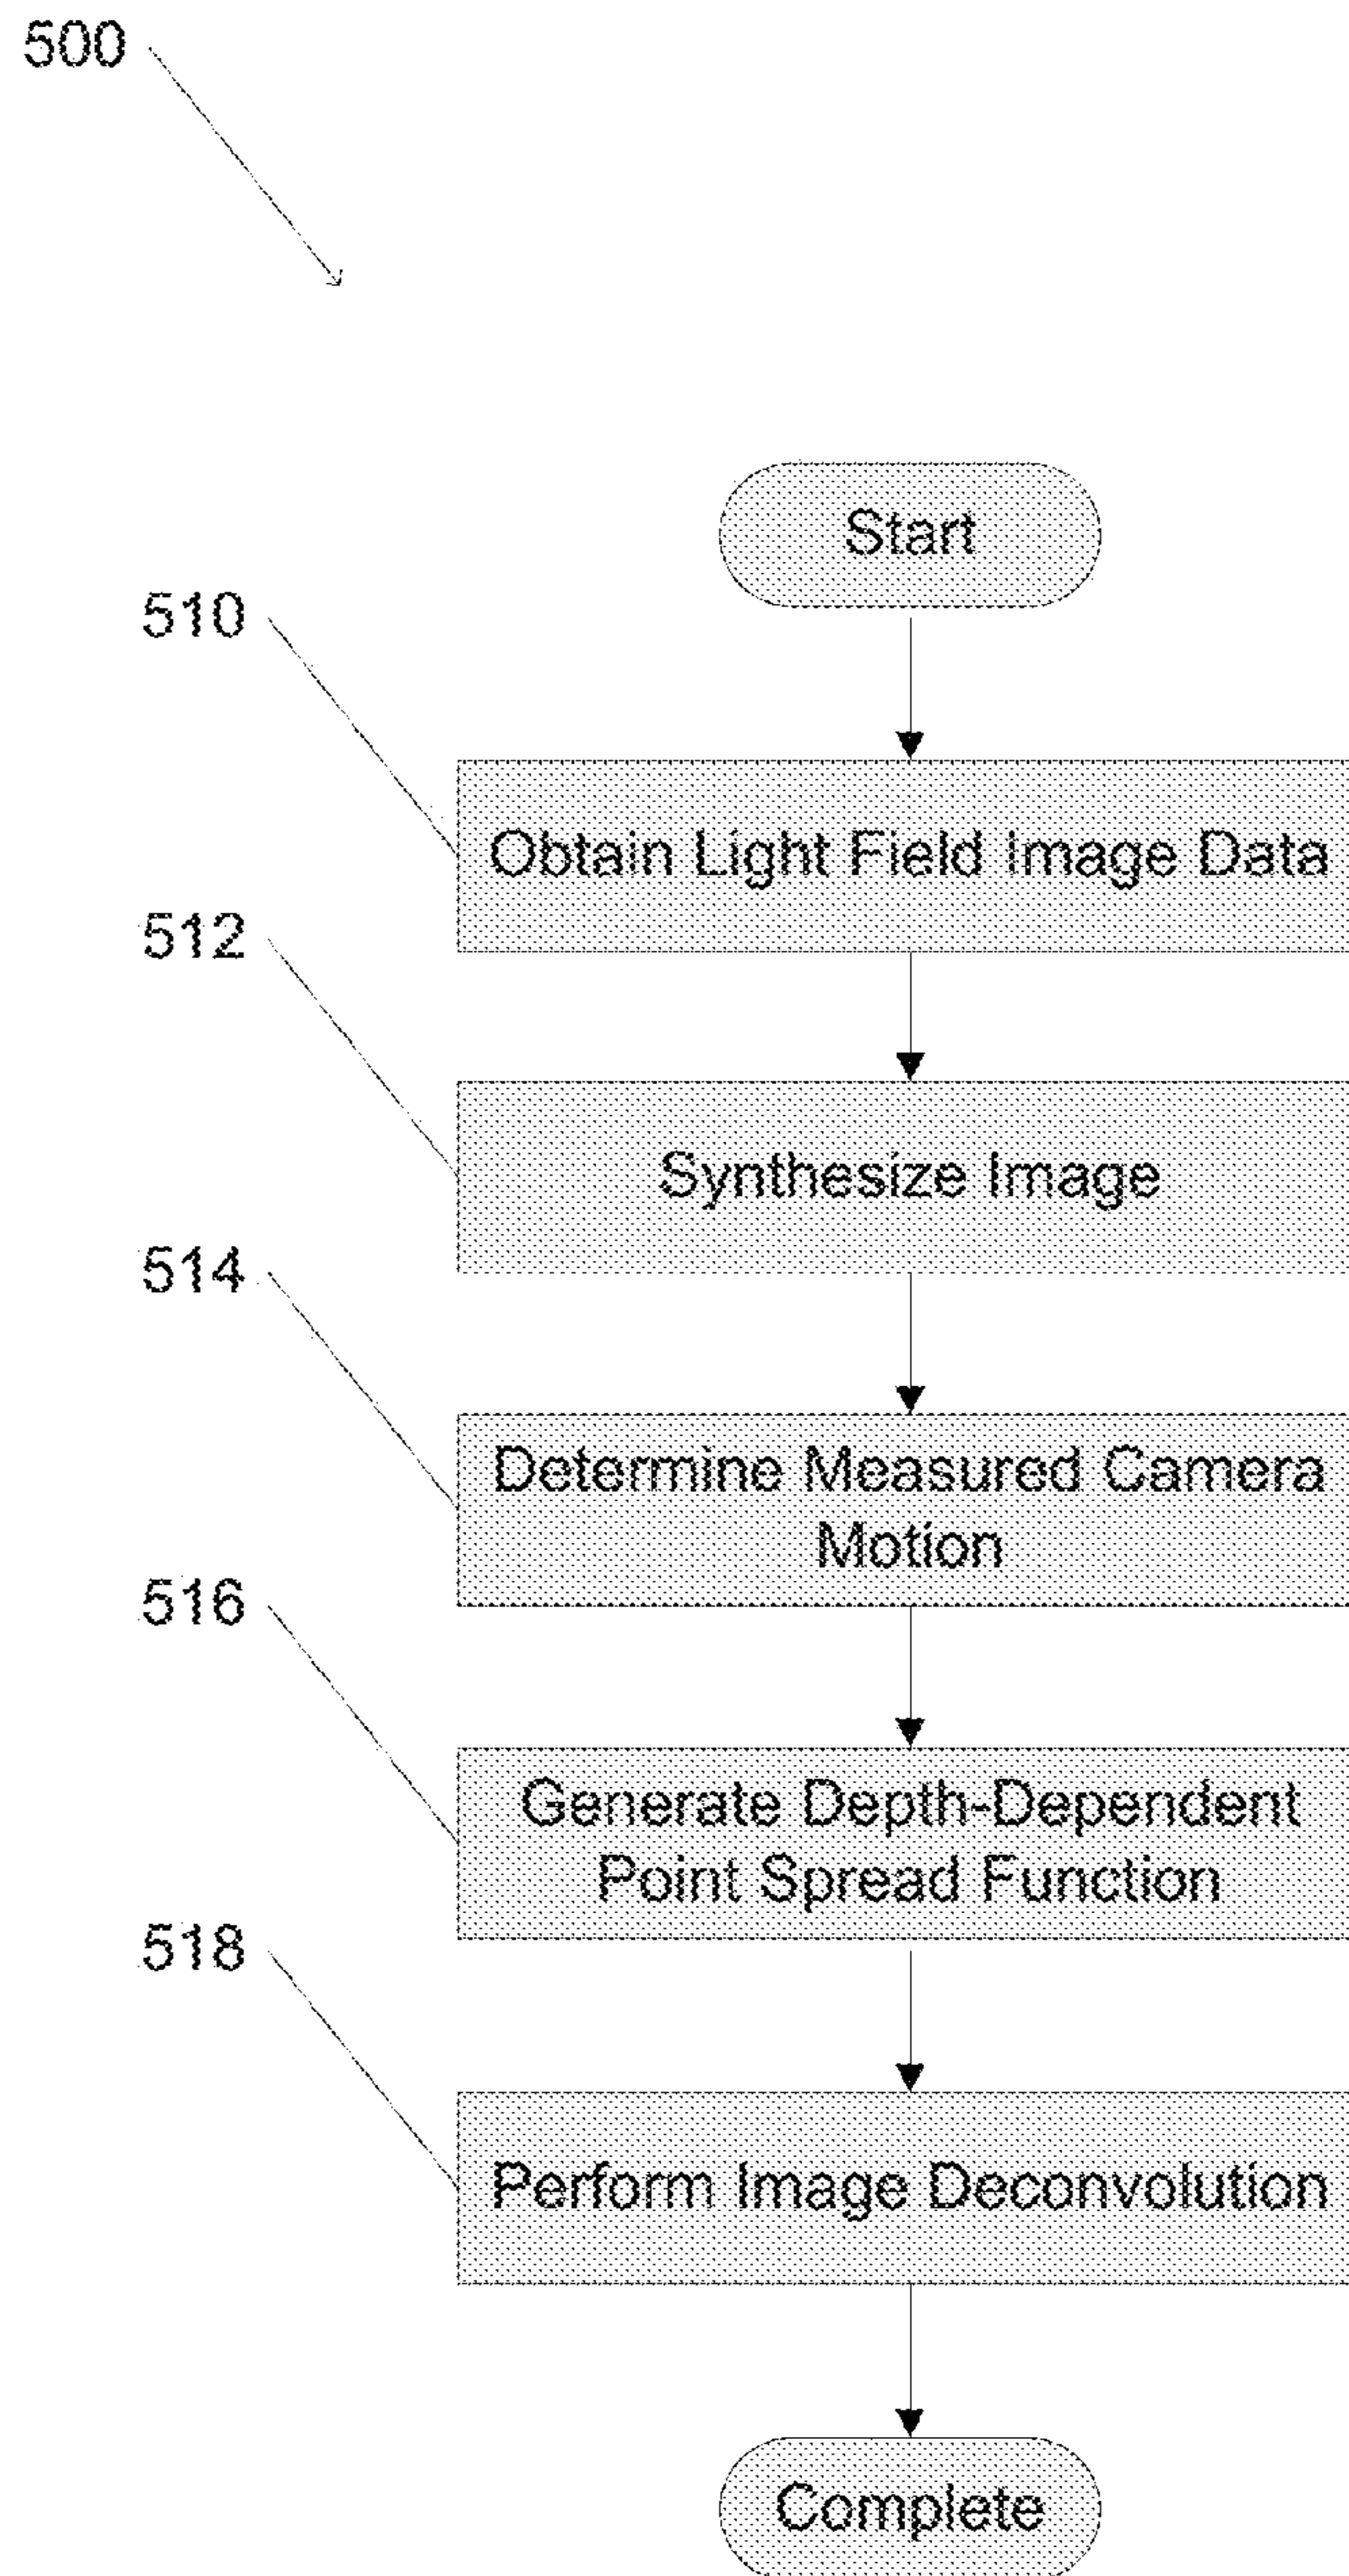 500
Start
510
Obtain Light Field Image Data
512
Synthesize Image
514
Determine Measured Camera
Motion
516
Generate Depth-Dependent
Point Spread Function
518
Perform Image Deconvolution
Complete